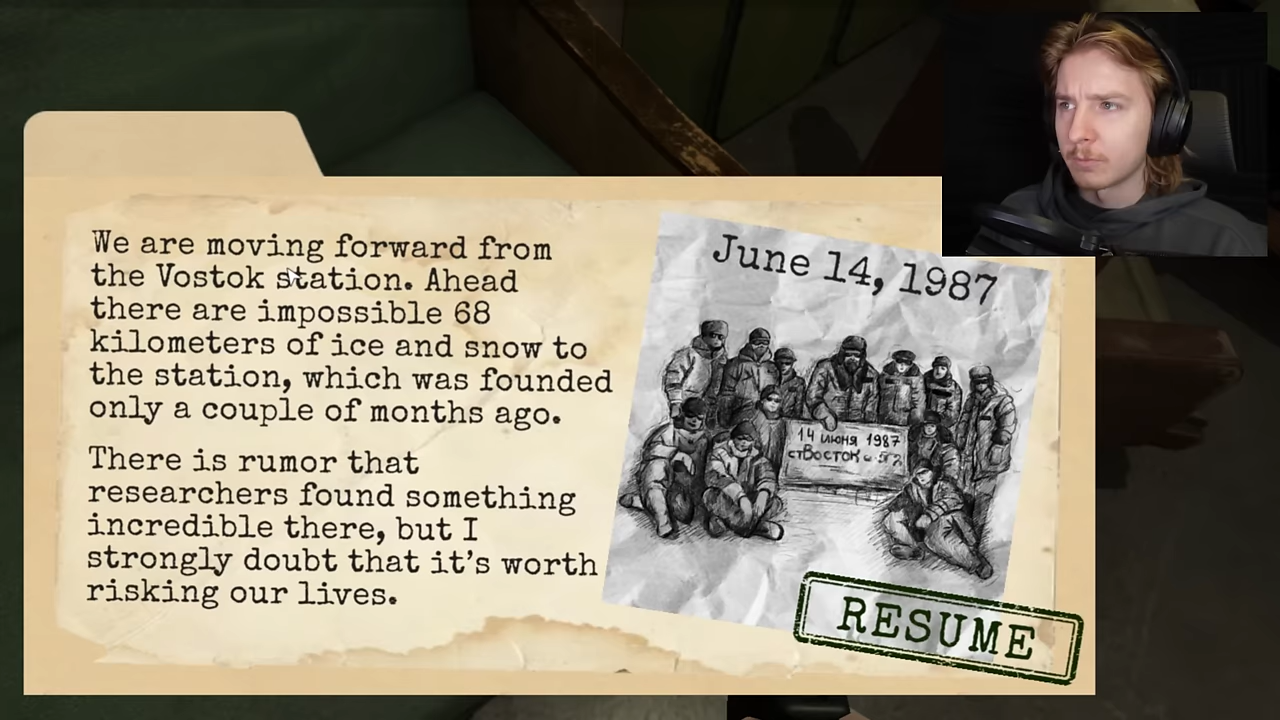 We are moving forward from
the Vostok station. Ahead
there are impossible 68
kilometers of ice and snow to
the station, which was founded
only a couple of months ago.
There is rumor that
researchers found something
incredible there, but I
strongly doubt that it's worth
risking our lives.
June 14, 1987
14 июня 1987
стВосток
RESUME